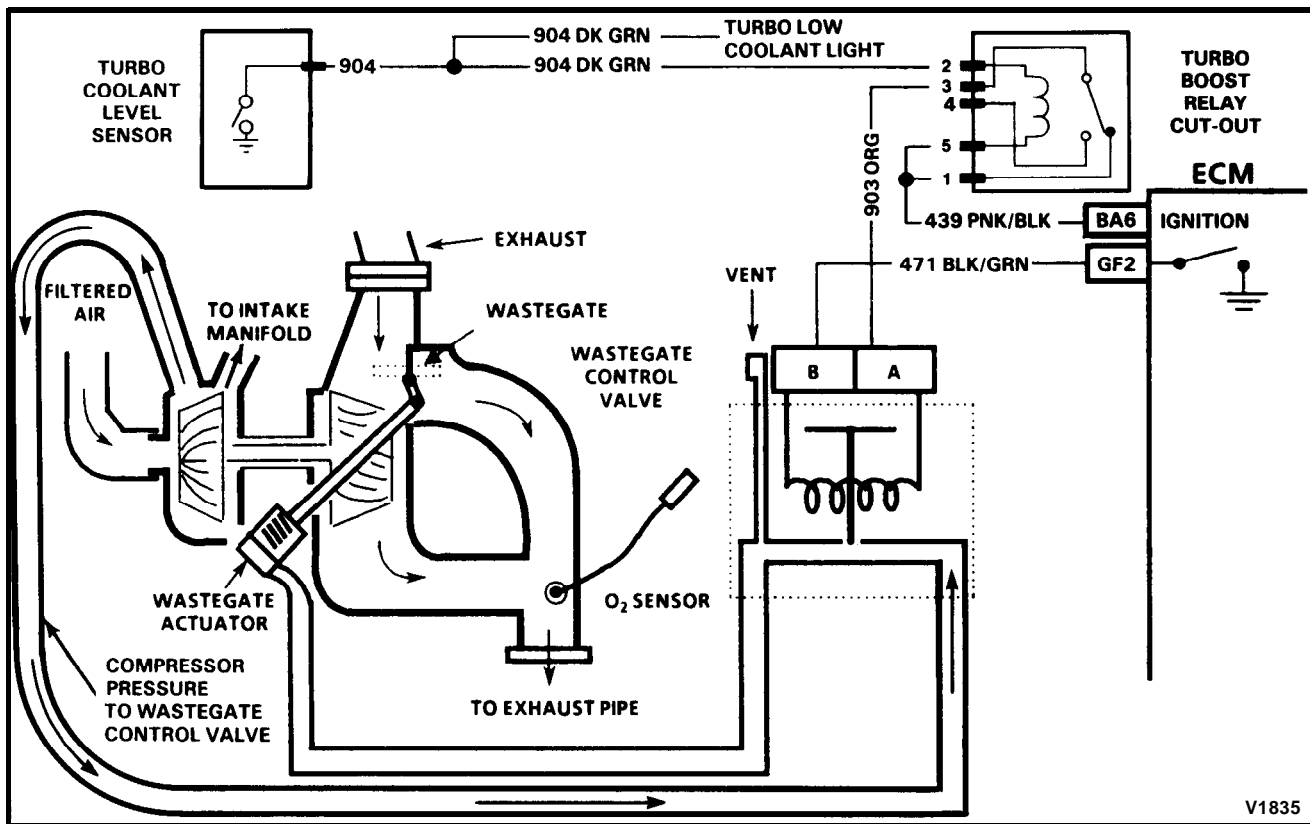 904 DK GRN
TURBO LOW
COOLANT LIGHT
904
904 DK GRN
TURBO
COOLANT
LEVEL
SENSOR
2
3
4
5
1
TURBO
BOOST
RELAY
CUT-OUT
903 ORG
ECM
439 PNK/BLK
BA6
IGNITION
471 BLK/GRN
GF2
EXHAUST
VENT
FILTERED
AIR
TO INTAKE
MANIFOLD
WASTEGATE
WASTEGATE
CONTROL
VALVE
B
A
WASTEGATE
ACTUATOR
O₂ SENSOR
COMPRESSOR
PRESSURE
TO WASTEGATE
CONTROL VALVE
TO EXHAUST PIPE
V1835